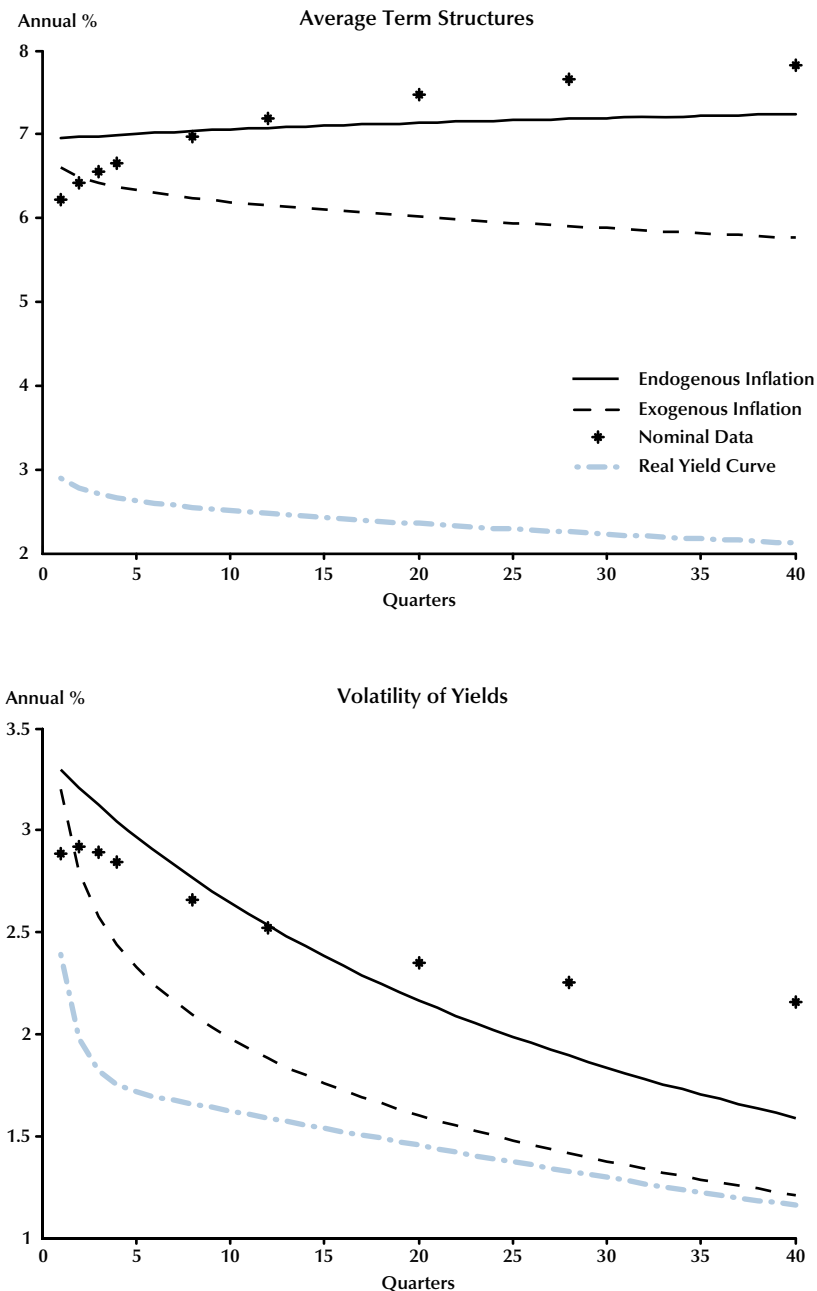 Average Term Structures
Annual %
8
7
6
5
4
3
2
Endogenous Inflation
Exogenous Inflation
Nominal Data
Real Yield Curve
0 5 10 15 20 25 30 35 40
Quarters
Volatility of Yields
Annual %
3.5
3
2.5
2
1.5
1
0 5 10 15 20 25 30 35 40
Quarters